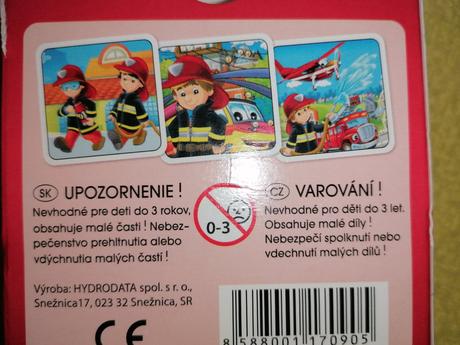 SK UPOZORNENIE !
Nevhodné pre deti do 3 rokov,
obsahuje malé časti ! Nebez-
pečenstvo prehltnutia alebo
vdýchnutia malých častí !
0-3
CZ VAROVÁNÍ !
Nevhodné pro děti do 3 let.
Obsahuje malé díly !
Nebezpečí spolknutí nebo
vdechnutí malých dílů !
Výroba: HYDRODATA spol. s r. o.,
Snežnica17, 023 32 Snežnica, SR
CE
8 588001 170905